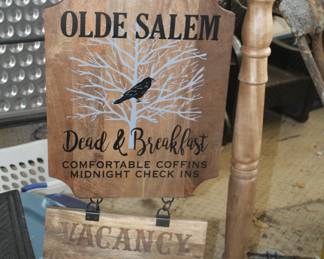 OLDE SALEM
Dead & Breakfast
COMFORTABLE COFFINS
MIDNIGHT CHECK INS
VACANCY